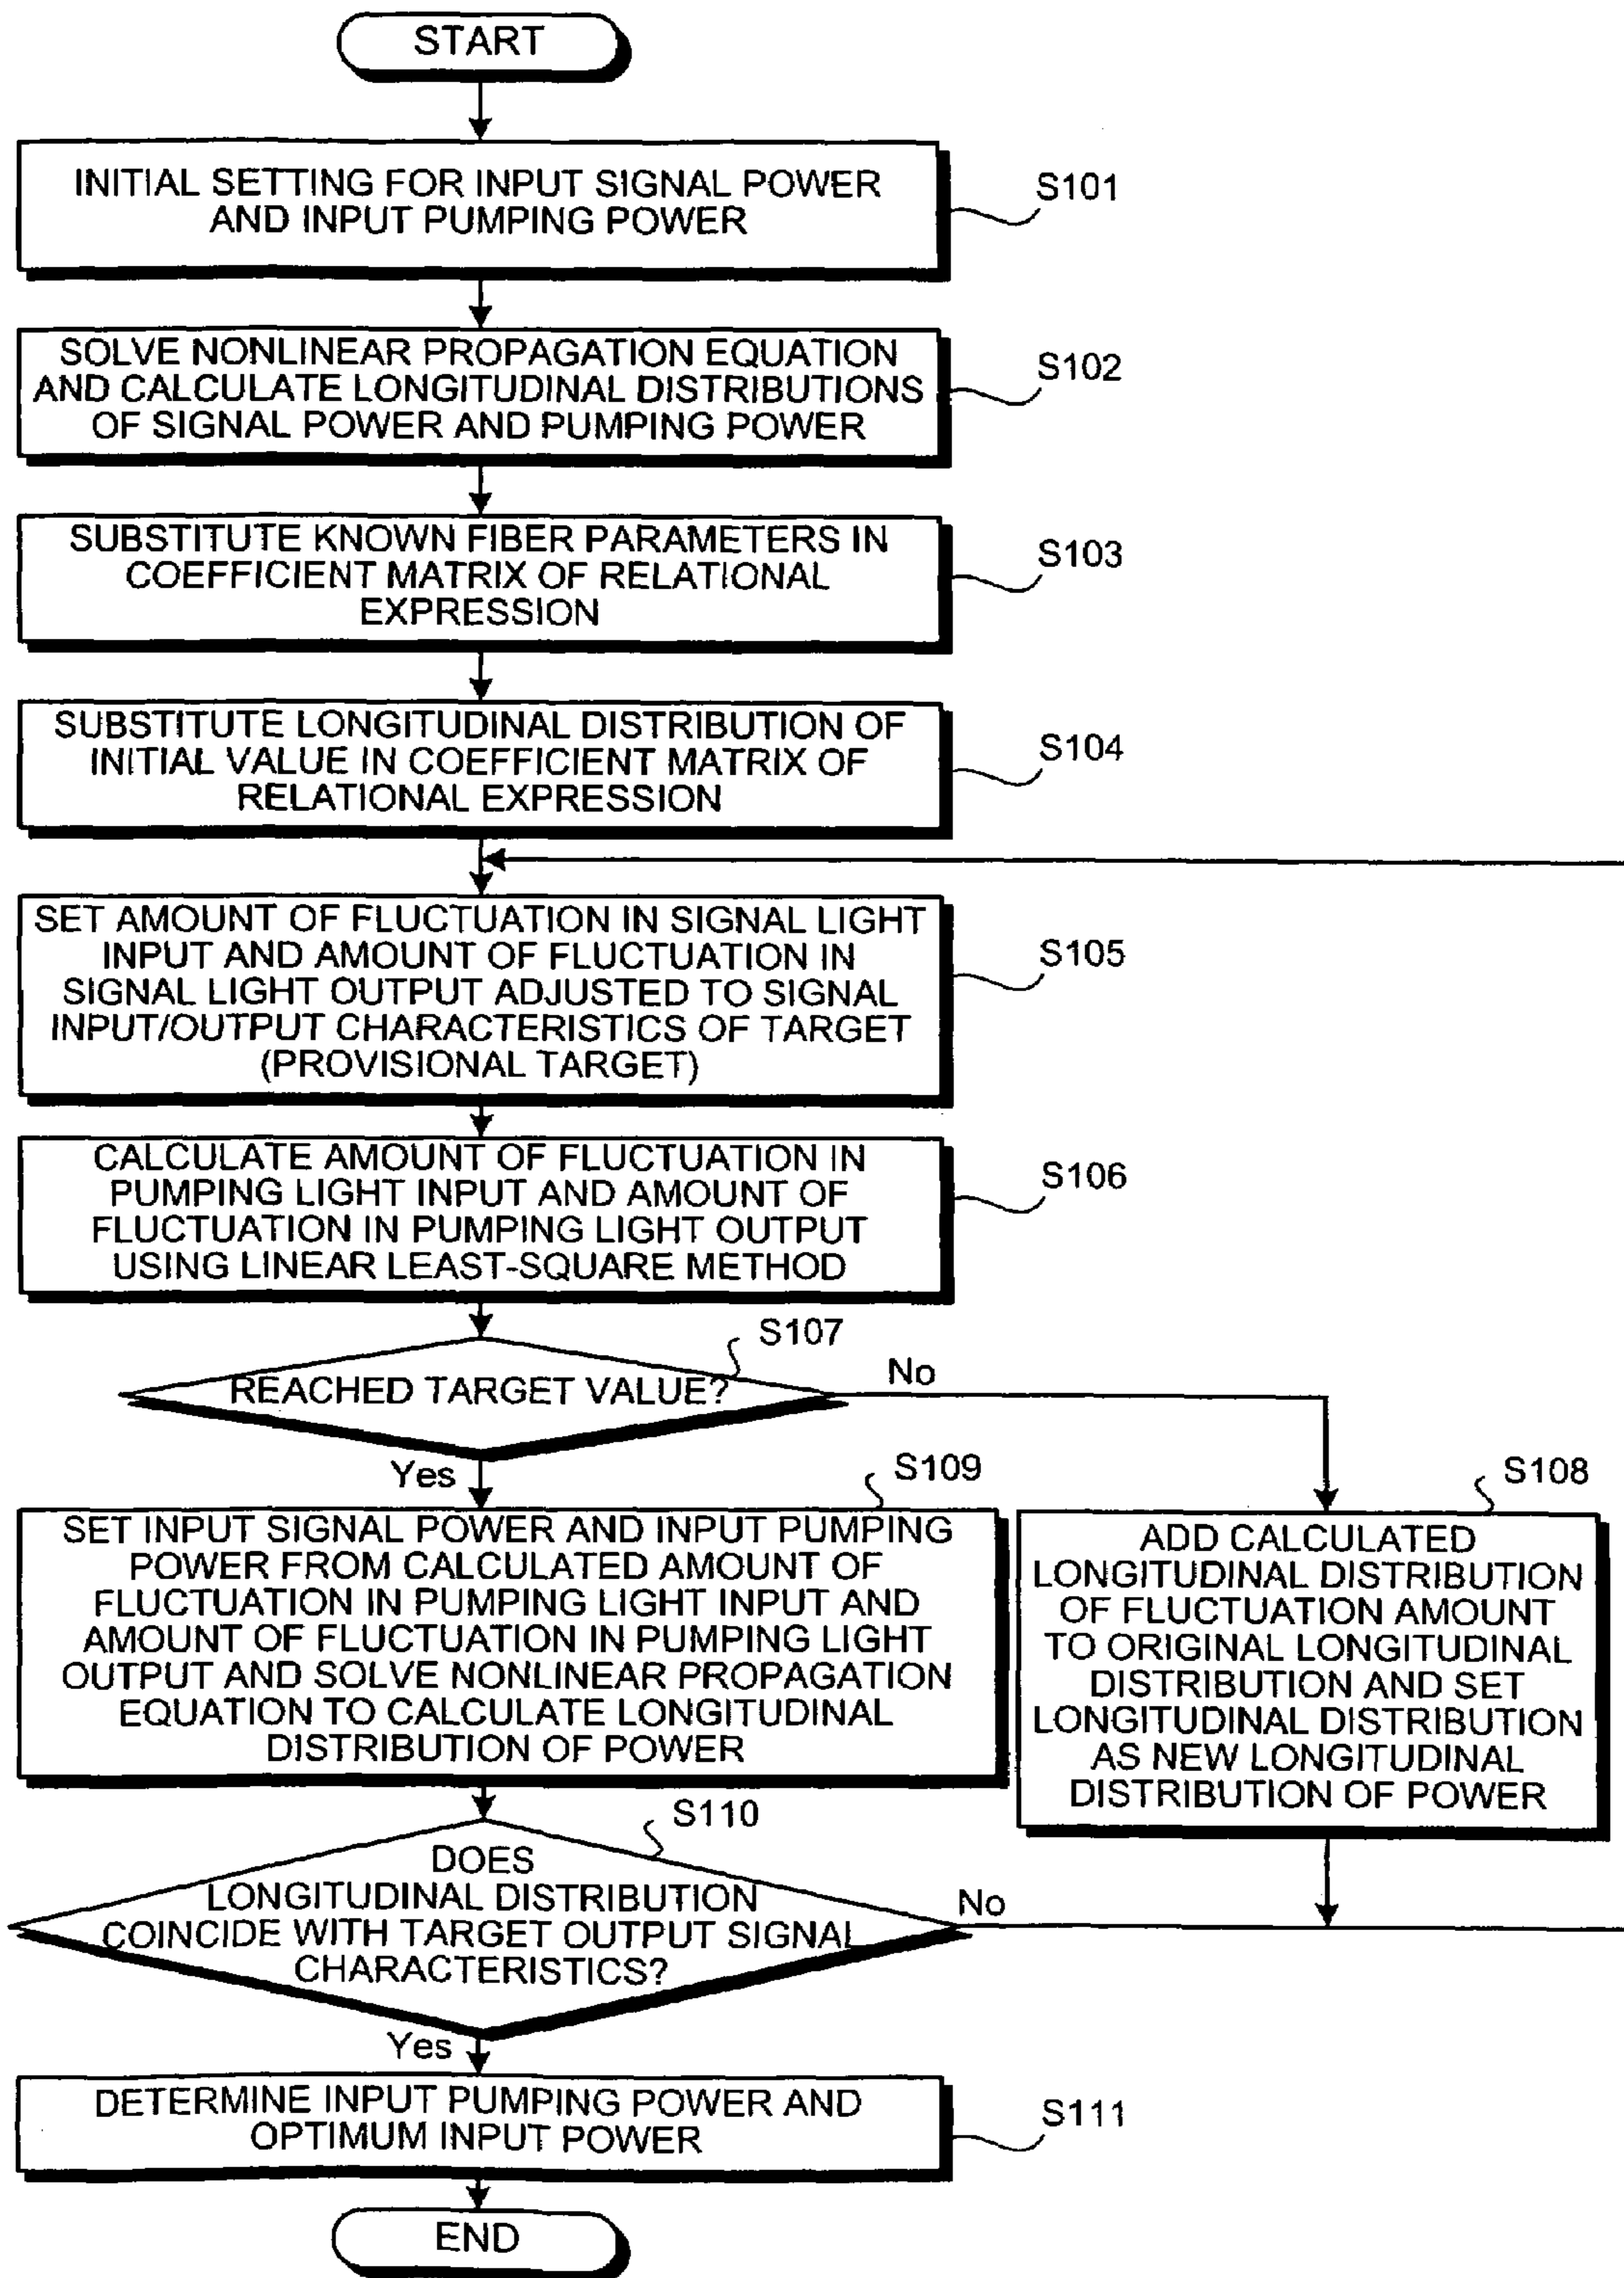 START
INITIAL SETTING FOR INPUT SIGNAL POWER
AND INPUT PUMPING POWER
S101
SOLVE NONLINEAR PROPAGATION EQUATION
AND CALCULATE LONGITUDINAL DISTRIBUTIONS
OF SIGNAL POWER AND PUMPING POWER
S102
SUBSTITUTE KNOWN FIBER PARAMETERS IN
COEFFICIENT MATRIX OF RELATIONAL
EXPRESSION
S103
SUBSTITUTE LONGITUDINAL DISTRIBUTION OF
INITIAL VALUE IN COEFFICIENT MATRIX OF
RELATIONAL EXPRESSION
S104
SET AMOUNT OF FLUCTUATION IN SIGNAL LIGHT
INPUT AND AMOUNT OF FLUCTUATION IN
SIGNAL LIGHT OUTPUT ADJUSTED TO SIGNAL
INPUT/OUTPUT CHARACTERISTICS OF TARGET
(PROVISIONAL TARGET)
S105
CALCULATE AMOUNT OF FLUCTUATION IN
PUMPING LIGHT INPUT AND AMOUNT OF
FLUCTUATION IN PUMPING LIGHT OUTPUT
USING LINEAR LEAST-SQUARE METHOD
S106
S107
REACHED TARGET VALUE?
No
Yes
S109
SET INPUT SIGNAL POWER AND INPUT PUMPING
POWER FROM CALCULATED AMOUNT OF
FLUCTUATION IN PUMPING LIGHT INPUT AND
AMOUNT OF FLUCTUATION IN PUMPING LIGHT
OUTPUT AND SOLVE NONLINEAR PROPAGATION
EQUATION TO CALCULATE LONGITUDINAL
DISTRIBUTION OF POWER
S108
ADD CALCULATED
LONGITUDINAL DISTRIBUTION
OF FLUCTUATION AMOUNT
TO ORIGINAL LONGITUDINAL
DISTRIBUTION AND SET
LONGITUDINAL DISTRIBUTION
AS NEW LONGITUDINAL
DISTRIBUTION OF POWER
S110
DOES
LONGITUDINAL DISTRIBUTION
COINCIDE WITH TARGET OUTPUT SIGNAL
CHARACTERISTICS?
No
Yes
DETERMINE INPUT PUMPING POWER AND
OPTIMUM INPUT POWER
S111
END